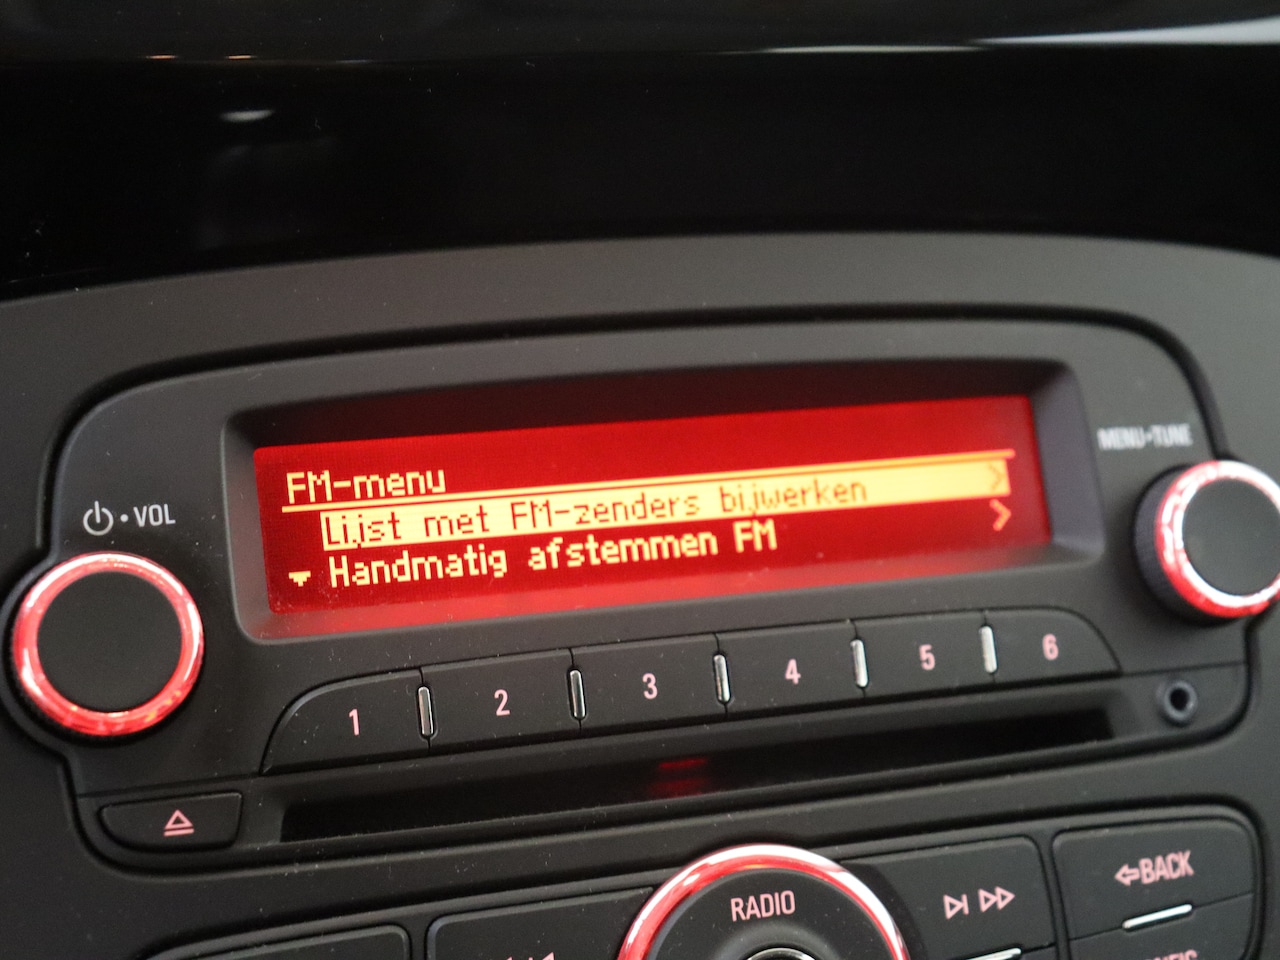 FM-menu
Lijst met FM-zenders bijwerken
Handmatig afstemmen FM
VOL
MENU-TUNE
1 2 3 4 5 6
RADIO
BACK